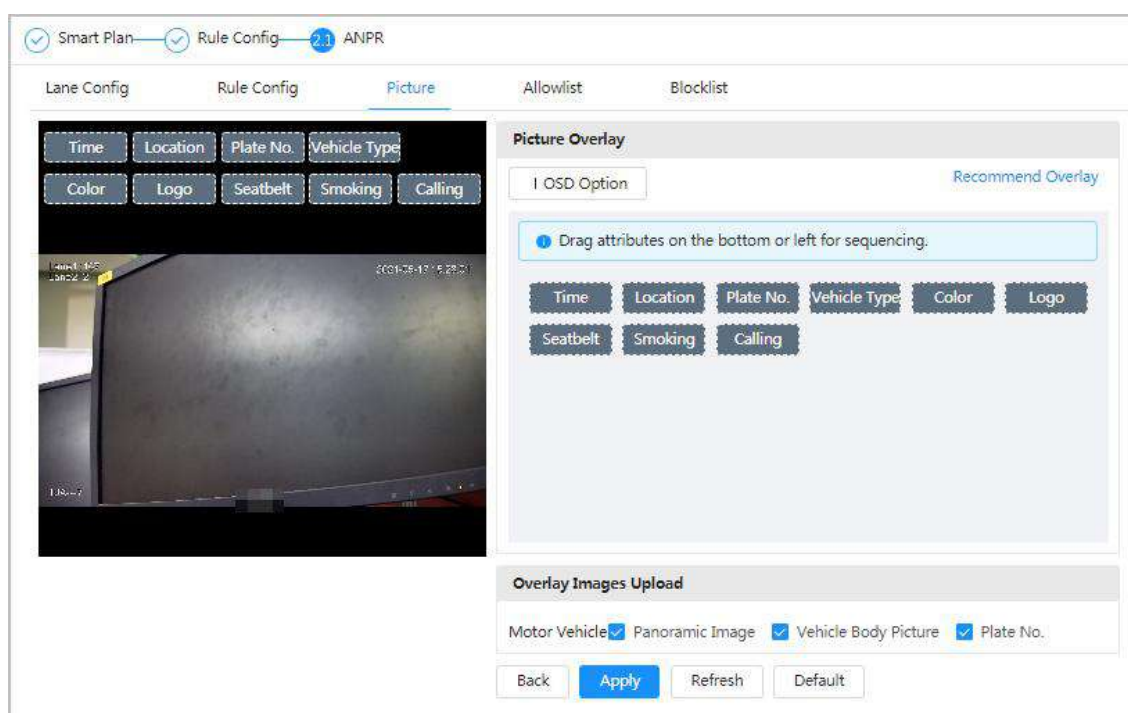 Smart Plan Rule Config 2.1 ANPR
Lane Config Rule Config Picture Allowlist Blocklist
Time Location Plate No. Vehicle Type
Color Logo Seatbelt Smoking Calling
Picture Overlay
I OSD Option Recommend Overlay
Drag attributes on the bottom or left for sequencing.
Time Location Plate No. Vehicle Type Color Logo
Seatbelt Smoking Calling
Overlay Images Upload
Motor Vehicle Panoramic Image Vehicle Body Picture Plate No.
Back Apply Refresh Default